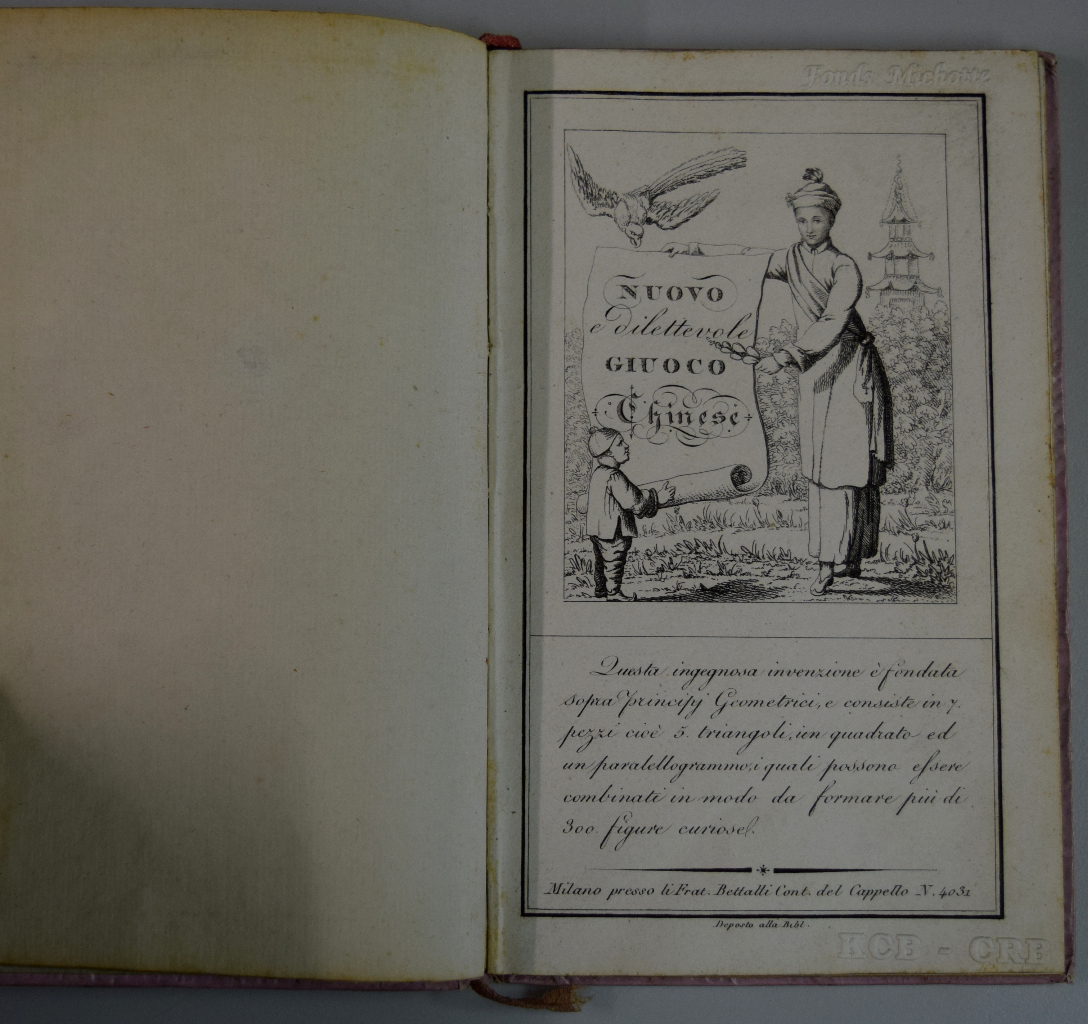 Fonds Michotte
NUOVO
e dilettevole
GIUOCO
Chinese
Questa ingegnosa invenzione è fondata
sopra Principj Geometrici, e consiste in 7.
pezzi cioè 5. triangoli, un quadrato ed
un paralellogrammo, i quali possono essere
combinati in modo da formare più di
300. figure curiose.
Milano presso li Frat. Bettalli Cont. del Cappello N. 4031
Deposto alla Bibl.
KCB - CRB